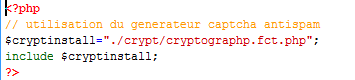 <?php
// utilisation du generateur captcha antispam
$cryptinstall="./crypt/cryptographp.fct.php";
include $cryptinstall;
?>